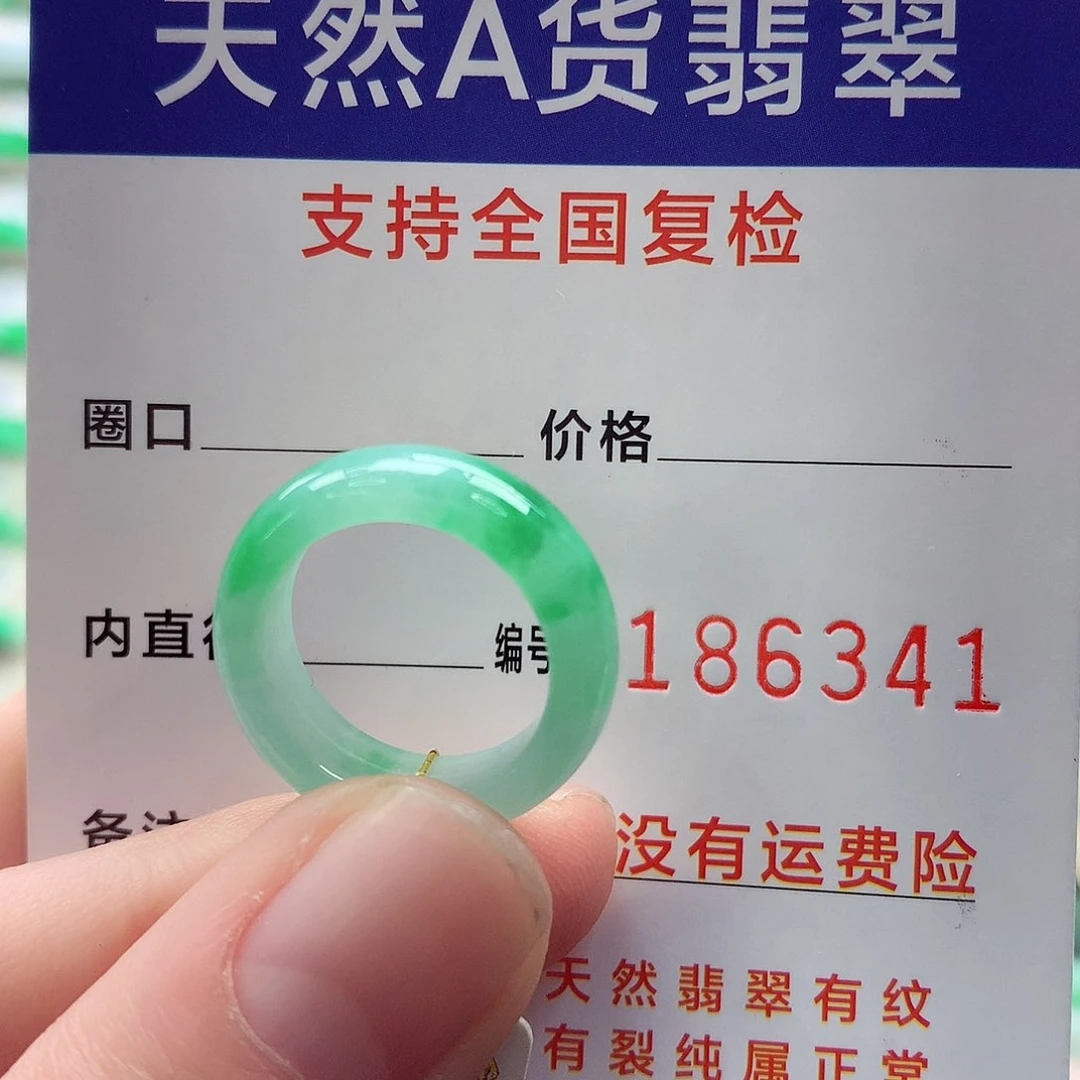 天然A货翡翠
支持全国复检
圈口 价格
内直 编号 186341
备注 没有运费险
天然翡翠有纹
有裂纯属正常